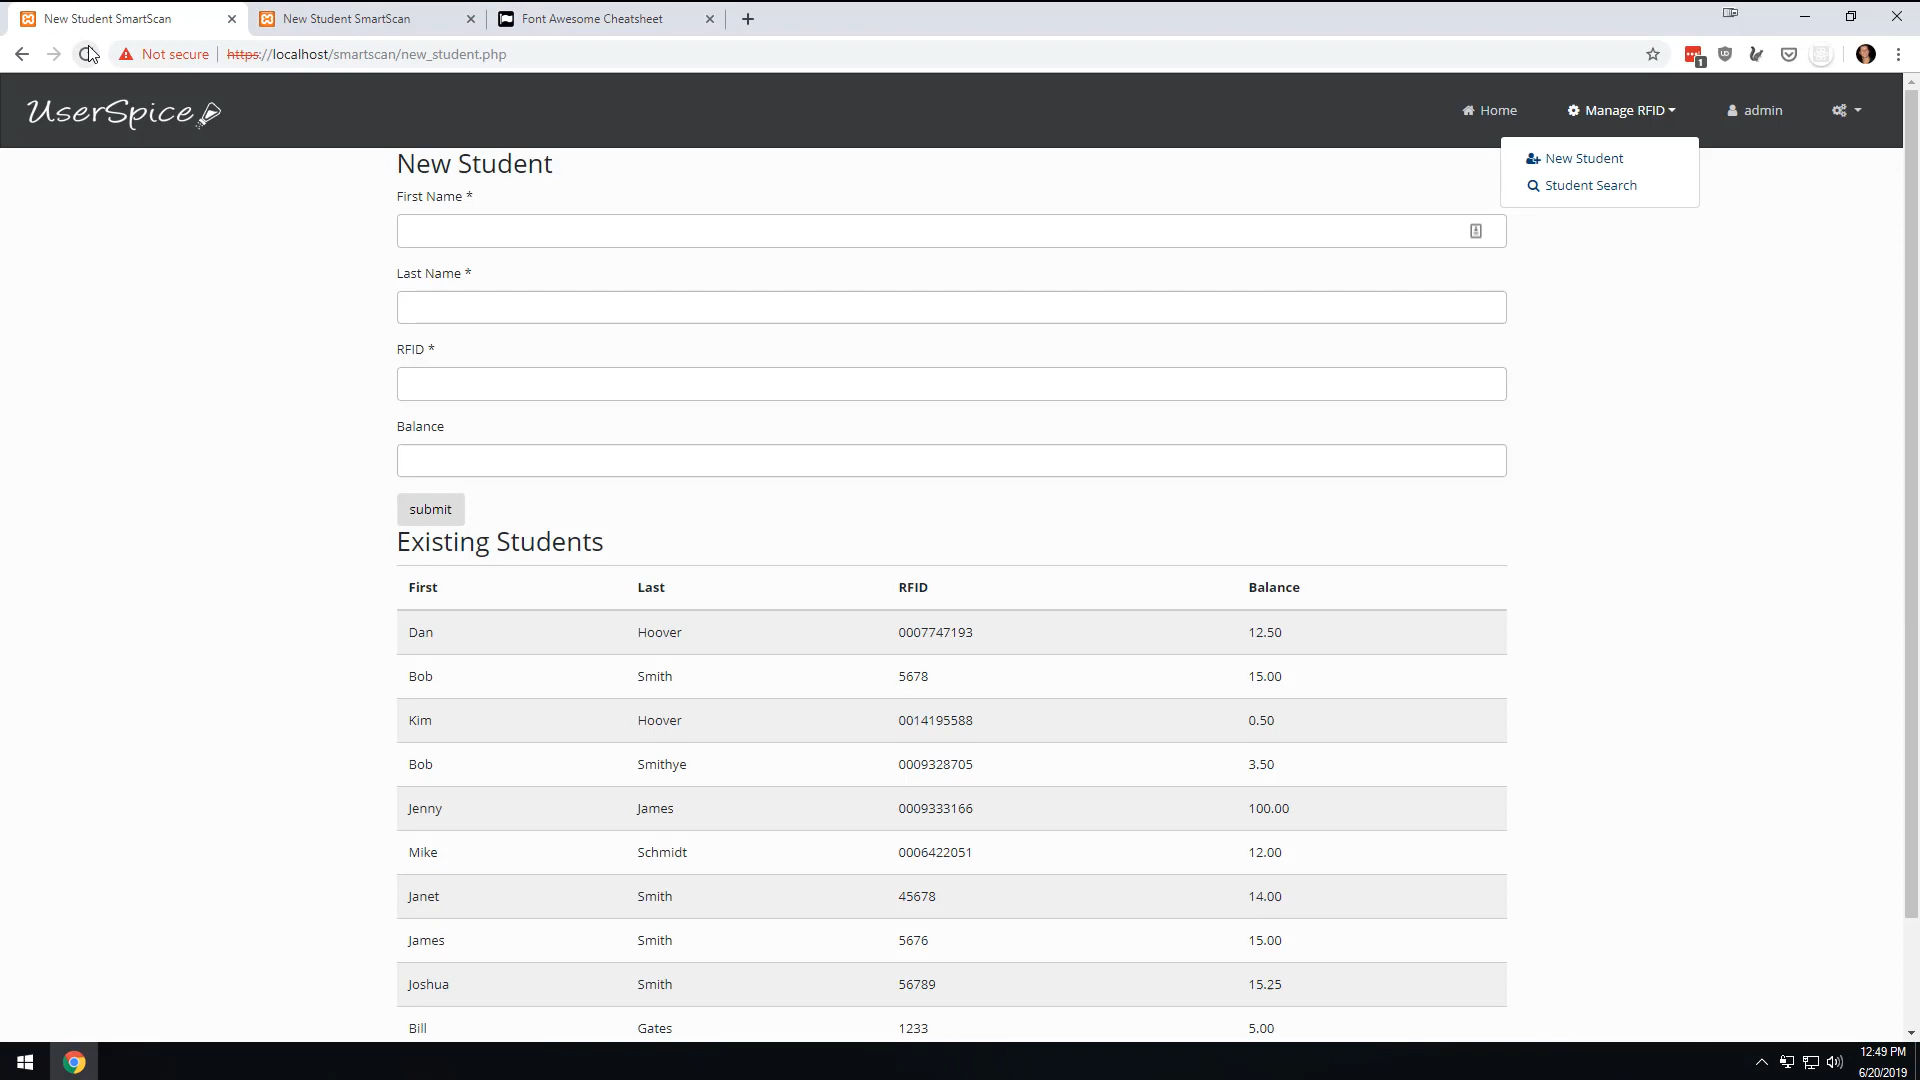 New Student SmartScan
New Student SmartScan
Font Awesome Cheatsheet
Not secure
https://localhost/smartscan/new_student.php
1
UserSpice
Home
Manage RFID
admin
New Student
Student Search
New Student
First Name *
Last Name *
RFID *
Balance
submit
Existing Students
First Last RFID Balance
Dan Hoover 0007747193 12.50
Bob Smith 5678 15.00
Kim Hoover 0014195588 0.50
Bob Smithye 0009328705 3.50
Jenny James 0009333166 100.00
Mike Schmidt 0006422051 12.00
Janet Smith 45678 14.00
James Smith 5676 15.00
Joshua Smith 56789 15.25
Bill Gates 1233 5.00
12:49 PM
6/20/2019